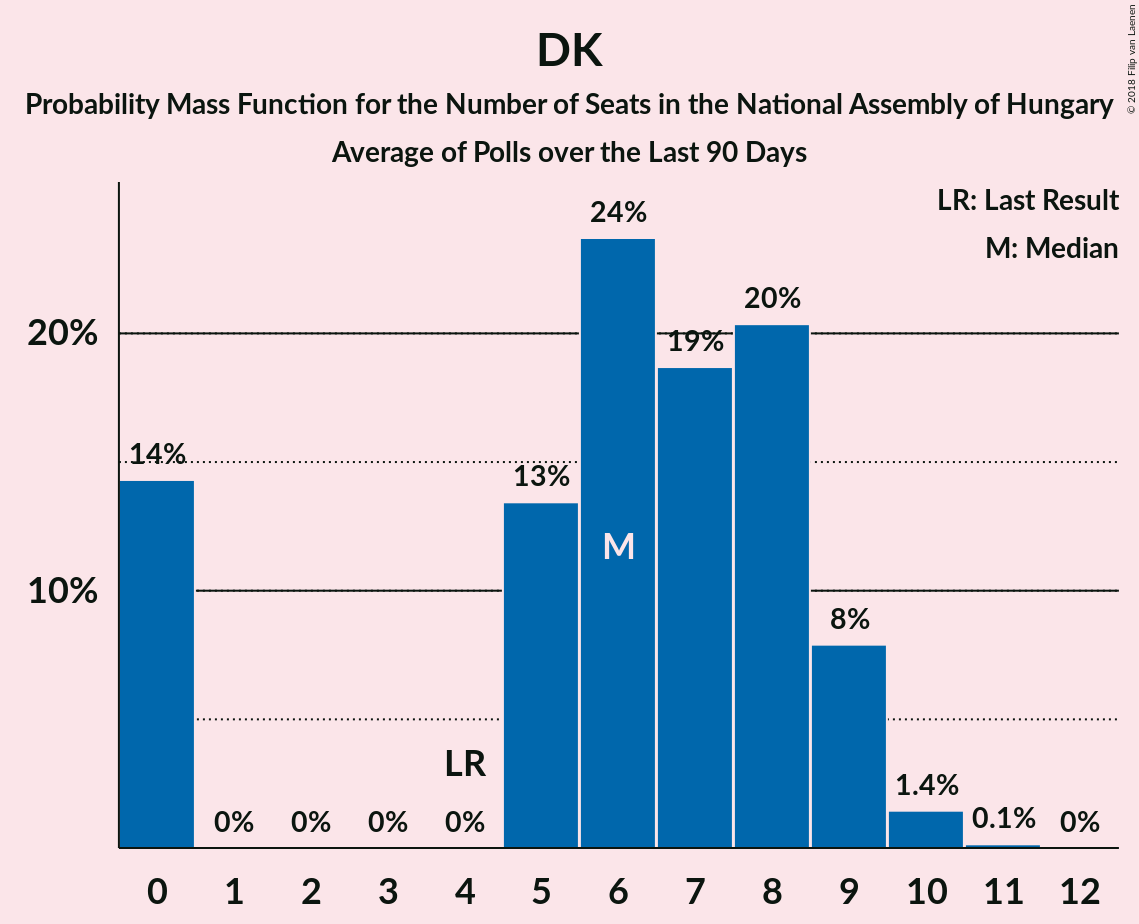 DK
Probability Mass Function for the Number of Seats in the National Assembly of Hungary
Average of Polls over the Last 90 Days
© 2018 Filip van Laenen
LR: Last Result
M: Median
24%
20%
19%
20%
14%
13%
M
10%
8%
LR
1.4%
0% 0% 0% 0% 0.1% 0%
0 1 2 3 4 5 6 7 8 9 10 11 12